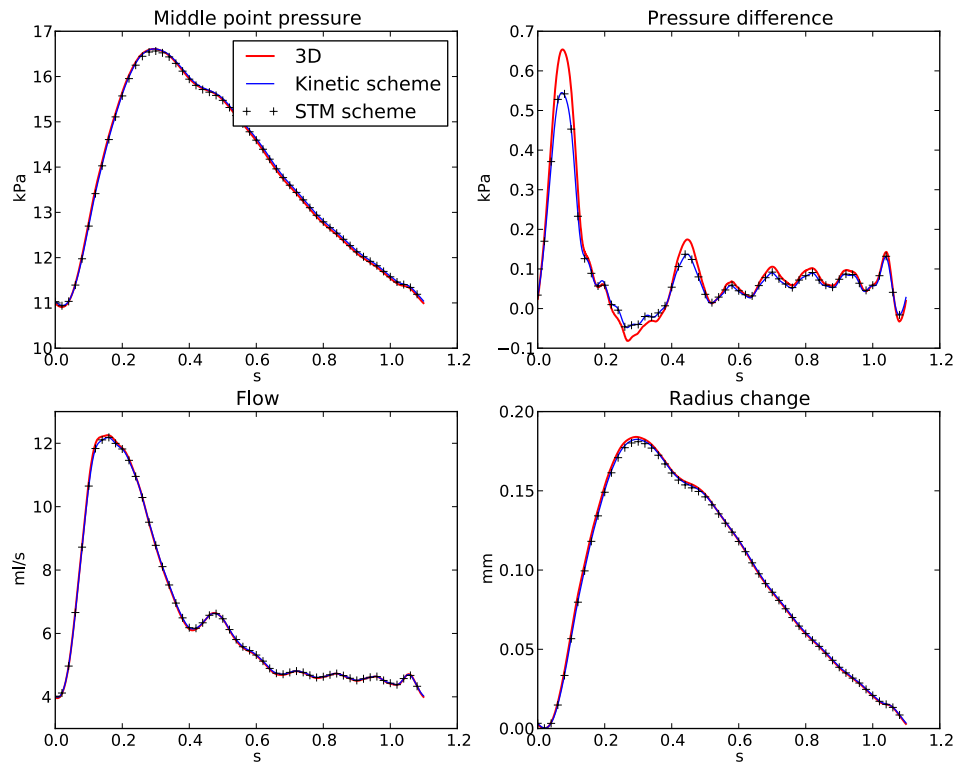 Middle point pressure
17
16
15
14
13
12
11
10
kPa
3D
Kinetic scheme
STM scheme
0.0 0.2 0.4 0.6 0.8 1.0 1.2
s
Pressure difference
0.7
0.6
0.5
0.4
0.3
0.2
0.1
0.0
−0.1
kPa
0.0 0.2 0.4 0.6 0.8 1.0 1.2
s
Flow
12
10
8
6
4
ml/s
0.0 0.2 0.4 0.6 0.8 1.0 1.2
s
Radius change
0.20
0.15
0.10
0.05
0.00
mm
0.0 0.2 0.4 0.6 0.8 1.0 1.2
s